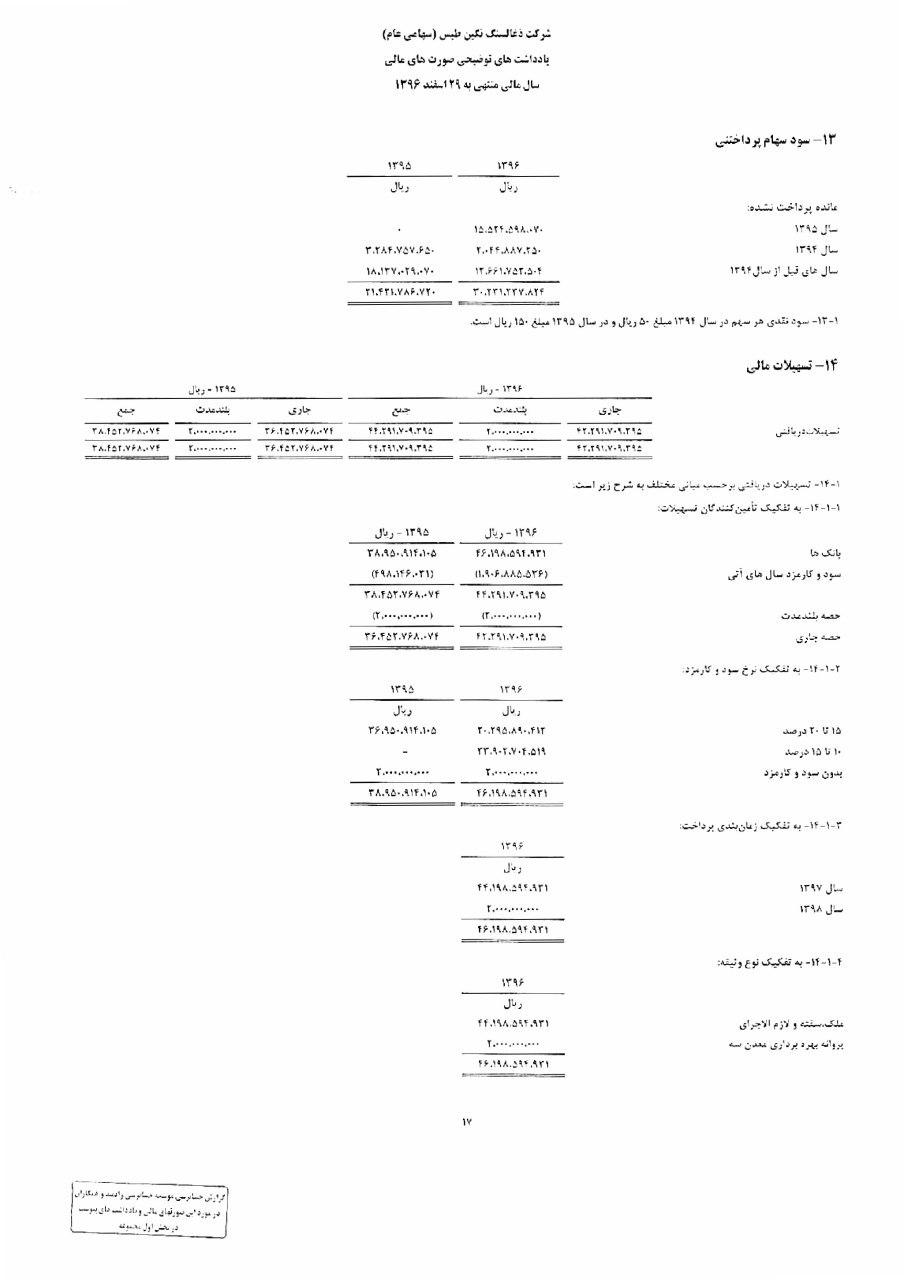 شرکت ذغالسنگ نگین طبس (سهامی عام)
یادداشت های توضیحی صورت های مالی
سال مالی منتهی به ۲۹ اسفند ۱۳۹۶
۱۳- سود سهام پرداختنی
۱۳۹۶ ۱۳۹۵
ریال ریال
مانده پرداخت نشده:
سال ۱۳۹۵ ۱۵.۵۲۴.۵۹۸.۰۷۰ ۰
سال ۱۳۹۴ ۲.۰۴۴.۸۸۷.۲۵۰ ۳.۲۸۴.۷۵۷.۶۵۰
سال های قبل از سال۱۳۹۴ ۱۲.۶۶۱.۷۵۲.۵۰۴ ۱۸.۱۳۷.۰۲۹.۰۷۰
۳۰.۲۳۱.۲۳۷.۸۲۴ ۲۱.۴۲۱.۷۸۶.۷۲۰
۱۳-۱- سود نقدی هر سهم در سال ۱۳۹۴ مبلغ ۵۰ ریال و در سال ۱۳۹۵ مبلغ ۱۵۰ ریال است.
۱۴- تسهیلات مالی
۱۳۹۶ - ریال ۱۳۹۵ - ریال
جاری بلندمدت جمع جاری بلندمدت جمع
تسهیلات‌دریافتی ۴۲.۲۹۱.۷۰۹.۳۹۵ ۲.۰۰۰.۰۰۰.۰۰۰ ۴۴.۲۹۱.۷۰۹.۳۹۵ ۳۶.۴۵۲.۷۶۸.۰۷۴ ۲.۰۰۰.۰۰۰.۰۰۰ ۳۸.۴۵۲.۷۶۸.۰۷۴
۴۲.۲۹۱.۷۰۹.۳۹۵ ۲.۰۰۰.۰۰۰.۰۰۰ ۴۴.۲۹۱.۷۰۹.۳۹۵ ۳۶.۴۵۲.۷۶۸.۰۷۴ ۲.۰۰۰.۰۰۰.۰۰۰ ۳۸.۴۵۲.۷۶۸.۰۷۴
۱۴-۱- تسهیلات دریافتی برحسب مبانی مختلف به شرح زیر است:
۱۴-۱-۱- به تفکیک تأمین‌کنندگان تسهیلات:
۱۳۹۶ - ریال ۱۳۹۵ - ریال
بانک ها ۴۶.۱۹۸.۵۹۴.۹۳۱ ۳۸.۹۵۰.۹۱۴.۱۰۵
سود و کارمزد سال های آتی (۱.۹۰۶.۸۸۵.۵۳۶) (۴۹۸.۱۴۶.۰۳۱)
۴۴.۲۹۱.۷۰۹.۳۹۵ ۳۸.۴۵۲.۷۶۸.۰۷۴
حصه بلندمدت (۲.۰۰۰.۰۰۰.۰۰۰) (۲.۰۰۰.۰۰۰.۰۰۰)
حصه جاری ۴۲.۲۹۱.۷۰۹.۳۹۵ ۳۶.۴۵۲.۷۶۸.۰۷۴
۱۴-۱-۲- به تفکیک نرخ سود و کارمزد:
۱۳۹۶ ۱۳۹۵
ریال ریال
۱۵ تا ۲۰ درصد ۲۰.۲۹۵.۸۹۰.۴۱۲ ۳۶.۹۵۰.۹۱۴.۱۰۵
۱۰ تا ۱۵ درصد ۲۳.۹۰۲.۷۰۴.۵۱۹ -
بدون سود و کارمزد ۲.۰۰۰.۰۰۰.۰۰۰ ۲.۰۰۰.۰۰۰.۰۰۰
۴۶.۱۹۸.۵۹۴.۹۳۱ ۳۸.۹۵۰.۹۱۴.۱۰۵
۱۴-۱-۳- به تفکیک زمان‌بندی پرداخت:
۱۳۹۶
ریال
سال ۱۳۹۷ ۴۴.۱۹۸.۵۹۴.۹۳۱
سال ۱۳۹۸ ۲.۰۰۰.۰۰۰.۰۰۰
۴۶.۱۹۸.۵۹۴.۹۳۱
۱۴-۱-۴- به تفکیک نوع وثیقه:
۱۳۹۶
ریال
ملک،سفته و لازم الاجرای ۴۴.۱۹۸.۵۹۴.۹۳۱
پروانه بهره برداری معدن سه ۲.۰۰۰.۰۰۰.۰۰۰
۴۶.۱۹۸.۵۹۴.۹۳۱
۱۷
گزارش حسابرسی موسسه حسابرسی و همکاران
در مورد این صورتهای مالی و یادداشت های پیوست
در بخش اول مجموعه